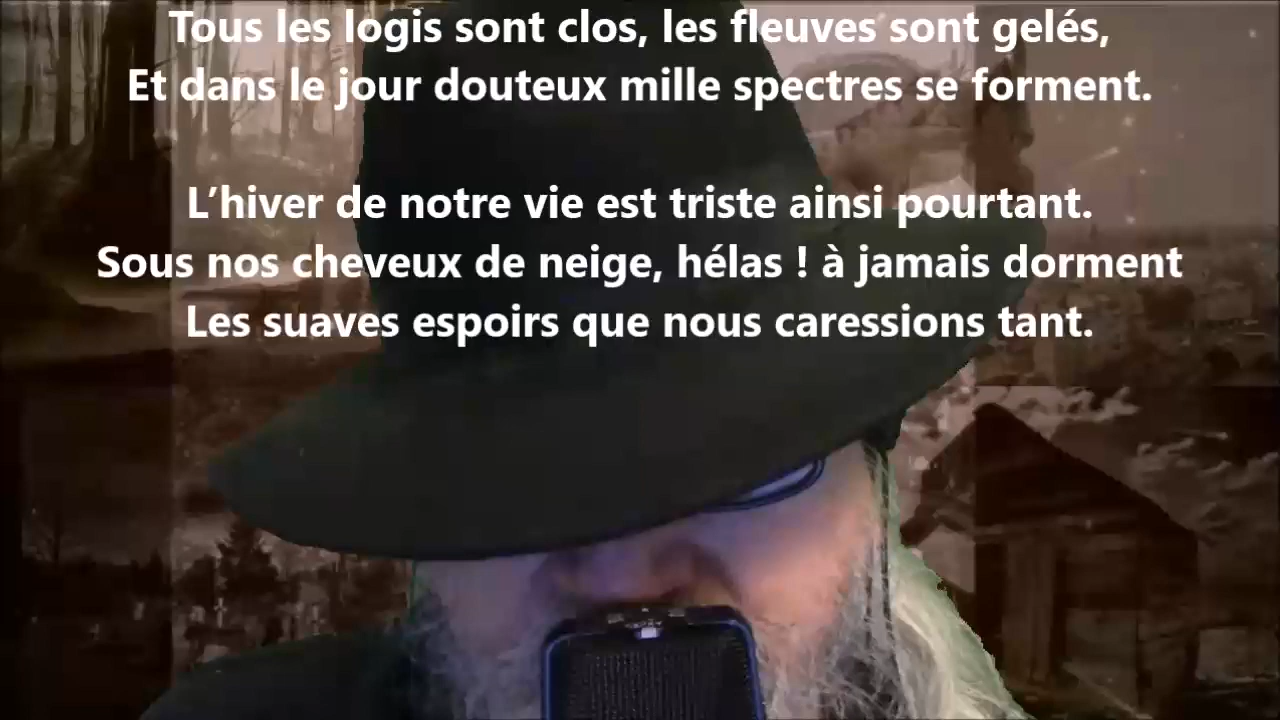 Tous les logis sont clos, les fleuves sont gelés,
Et dans le jour douteux mille spectres se forment.
L’hiver de notre vie est triste ainsi pourtant.
Sous nos cheveux de neige, hélas ! à jamais dorment
Les suaves espoirs que nous caressions tant.